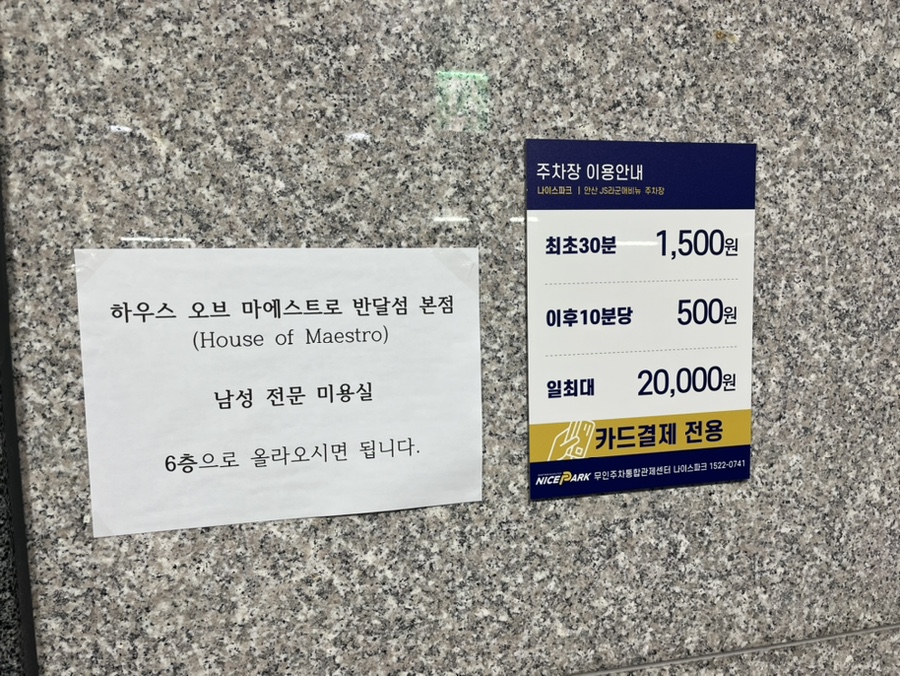 하우스 오브 마에스트로 반달섬 본점
(House of Maestro)
남성 전문 미용실
6층으로 올라오시면 됩니다.
주차장 이용안내
나이스파크 | 안산 JS라군애비뉴 주차장
최초30분 1,500원
이후10분당 500원
일최대 20,000원
카드결제 전용
NICEPARK 무인주차통합관제센터 나이스파크 1522-0741